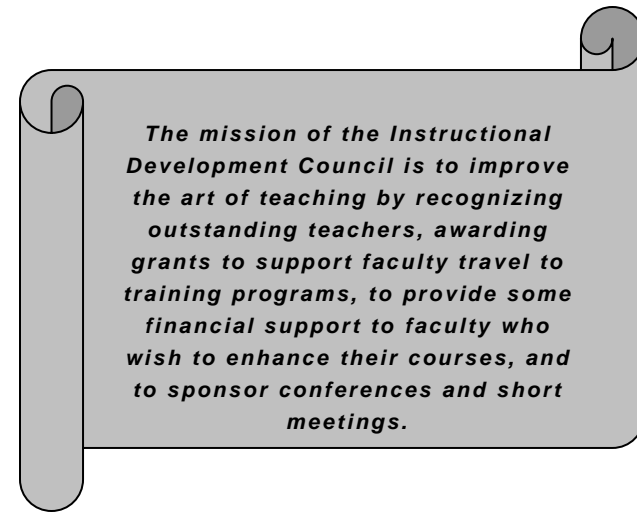 The mission of the Instructional
Development Council is to improve
the art of teaching by recognizing
outstanding teachers, awarding
grants to support faculty travel to
training programs, to provide some
financial support to faculty who
wish to enhance their courses, and
to sponsor conferences and short
meetings.